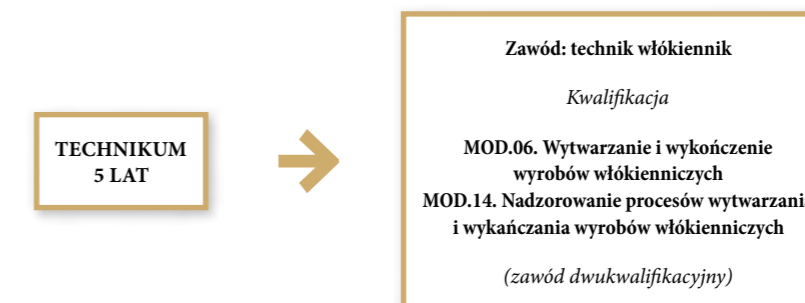 TECHNIKUM
5 LAT
Zawód: technik włókiennik
Kwalifikacja
MOD.06. Wytwarzanie i wykończenie
wyrobów włókienniczych
MOD.14. Nadzorowanie procesów wytwarzani
i wykańczania wyrobów włókienniczych
(zawód dwukwalifikacyjny)